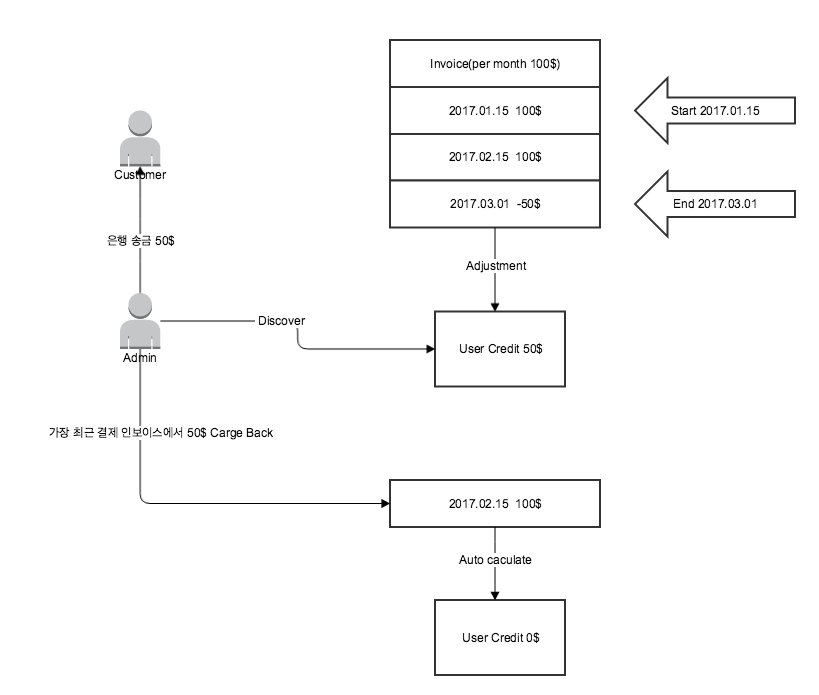 Invoice(per month 100$)
2017.01.15 100$
Start 2017.01.15
2017.02.15 100$
2017.03.01 -50$
End 2017.03.01
Customer
은행 송금 50$
Adjustment
Admin
Discover
User Credit 50$
가장 최근 결제 인보이스에서 50$ Carge Back
2017.02.15 100$
Auto caculate
User Credit 0$